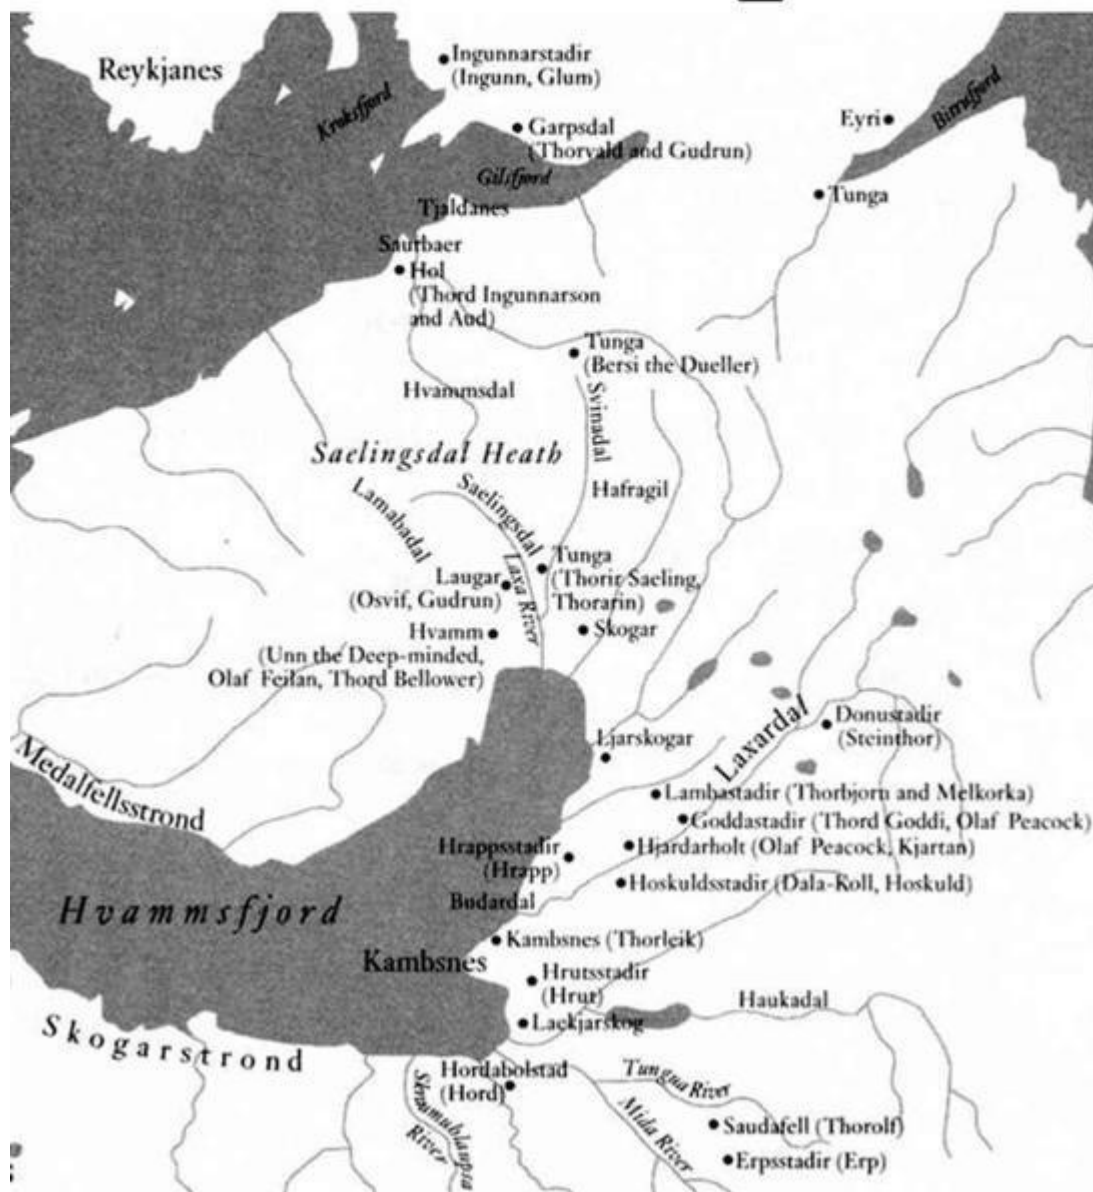 Reykjanes
Ingunnarstadir
(Ingunn, Glum)
Kroksfjord
Garpsdal
(Thorvald and Gudrun)
Gilsfjord
Eyri
Bitrufjord
Tunga
Tjaldanes
Saurbaer
Hol
(Thord Ingunnarson
and Aud)
Tunga
(Bersi the Dueller)
Hvammsdal
Svinadal
Saelingsdal Heath
Hafragil
Lambadal
Saelingsdal
Laxa River
Tunga
(Thorir Saeling,
Thorarin)
Laugar
(Osvif, Gudrun)
Skogar
Hvamm
(Unn the Deep-minded,
Olaf Feilan, Thord Bellower)
Ljarskogar
Laxardal
Donustadir
(Steinthor)
Medalfellsstrond
Lambastadir (Thorbjorn and Melkorka)
Goddastadir (Thord Goddi, Olaf Peacock)
Hjardarholt (Olaf Peacock, Kjartan)
Hrappsstadir
(Hrapp)
Hoskuldsstadir (Dala-Koll, Hoskuld)
Budardal
Hvammsfjord
Kambsnes (Thorleik)
Kambsnes
Hrutsstadir
(Hrut)
Haukadal
Laekjarskog
Skogarstrond
Hordabolstad
(Hord)
Skraumuhlaupsa
River
Tungua River
Mida River
Saudafell (Thorolf)
Erpsstadir (Erp)